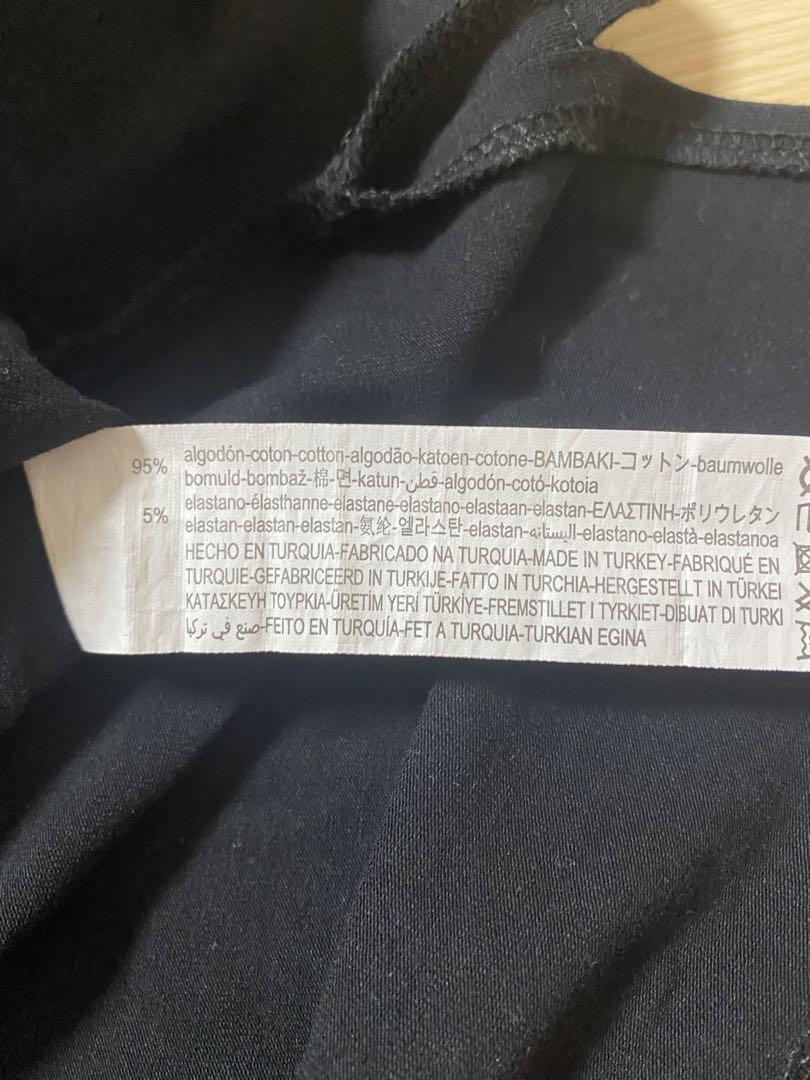 95% algodón-coton-cotton-algodão-katoen-cotone-BAMBAKI-コットン-baumwolle
bomuld-bombaž-棉-면-katun-قطن-algodón-cotó-kotoia
5% elastano-élasthanne-elastane-elastano-elastaan-elastan-ΕΛΑΣΤΙΝΗ-ポリウレタン
elastan-elastan-elastan-氨纶-엘라스탄-elastan-اليستانه-elastano-elastà-elastanoa
HECHO EN TURQUIA-FABRICADO NA TURQUIA-MADE IN TURKEY-FABRIQUÉ EN
TURQUIE-GEFABRICEERD IN TURKIJE-FATTO IN TURCHIA-HERGESTELLT IN TÜRKEI
ΚΑΤΑΣΚΕΥΗ ΤΟΥΡΚΙΑ-ÜRETİM YERİ TÜRKİYE-FREMSTILLET I TYRKIET-DIBUAT DI TURKI
صنع في تركيا-FEITO EN TURQUÍA-FET A TURQUIA-TURKIAN EGINA